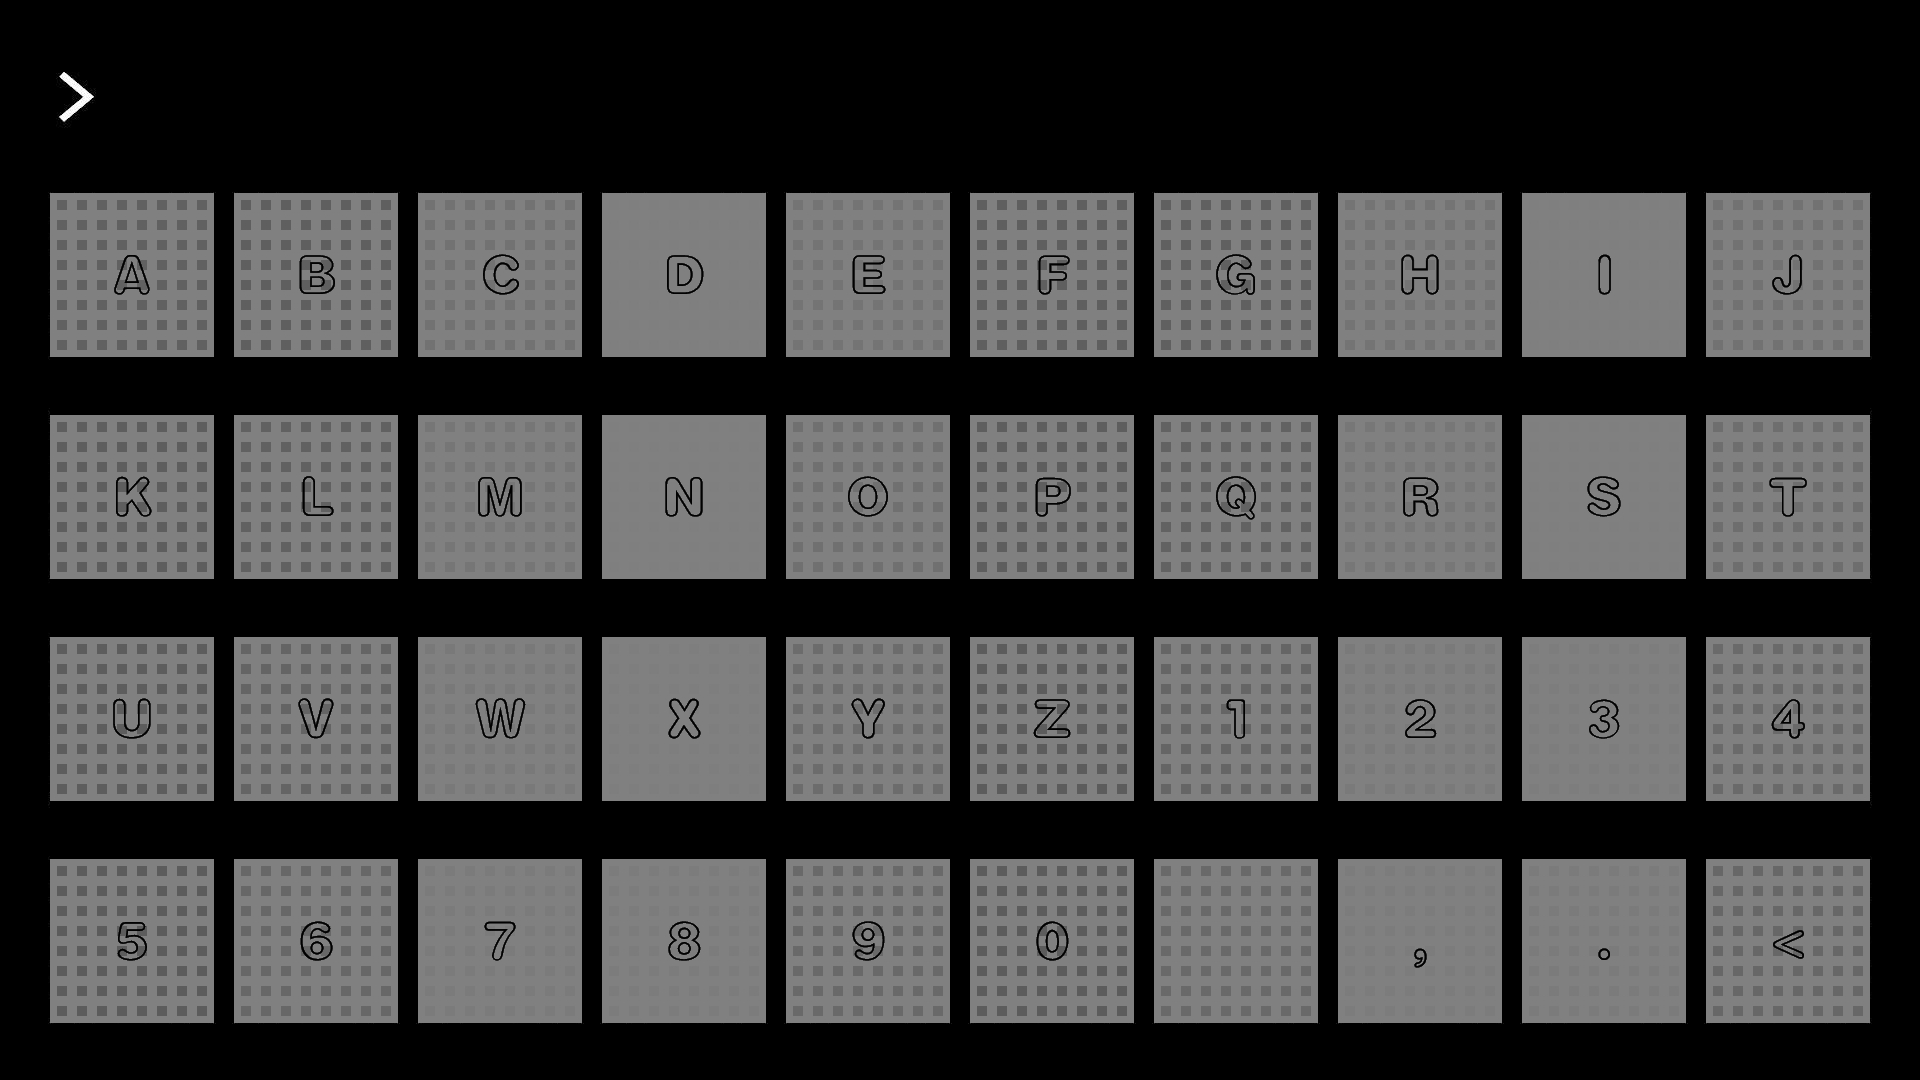 >
A B C D E F G H I J
K L M N O P Q R S T
U V W X Y Z 1 2 3 4
5 6 7 8 9 0 , . <